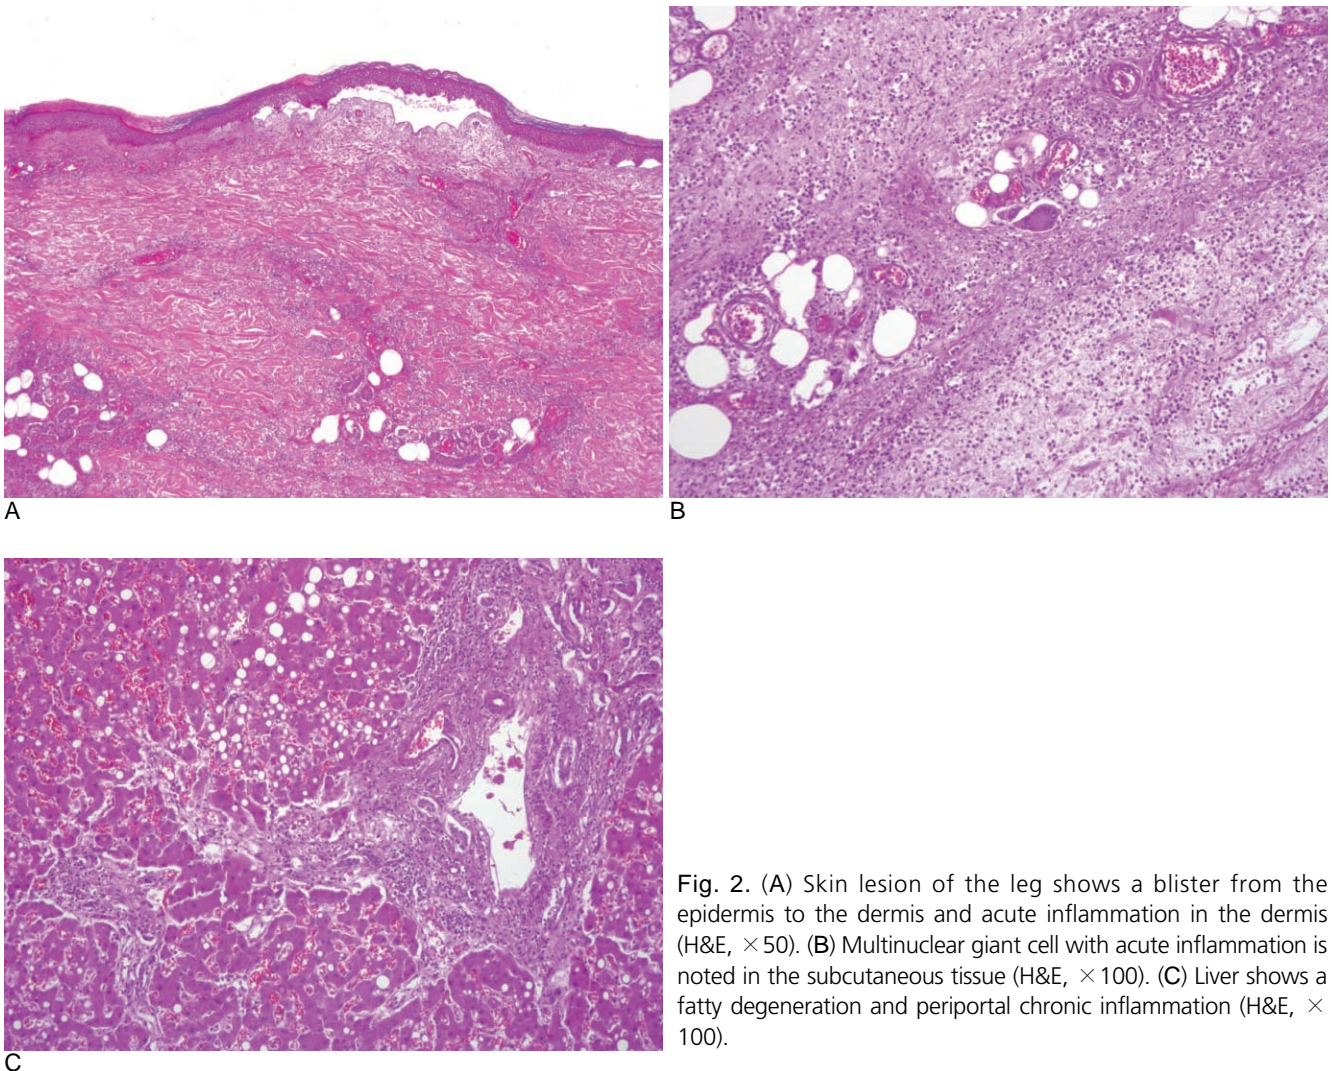 A
B
C
Fig. 2. (A) Skin lesion of the leg shows a blister from the
epidermis to the dermis and acute inflammation in the dermis
(H&E, ×50). (B) Multinuclear giant cell with acute inflammation is
noted in the subcutaneous tissue (H&E, ×100). (C) Liver shows a
fatty degeneration and periportal chronic inflammation (H&E, ×
100).